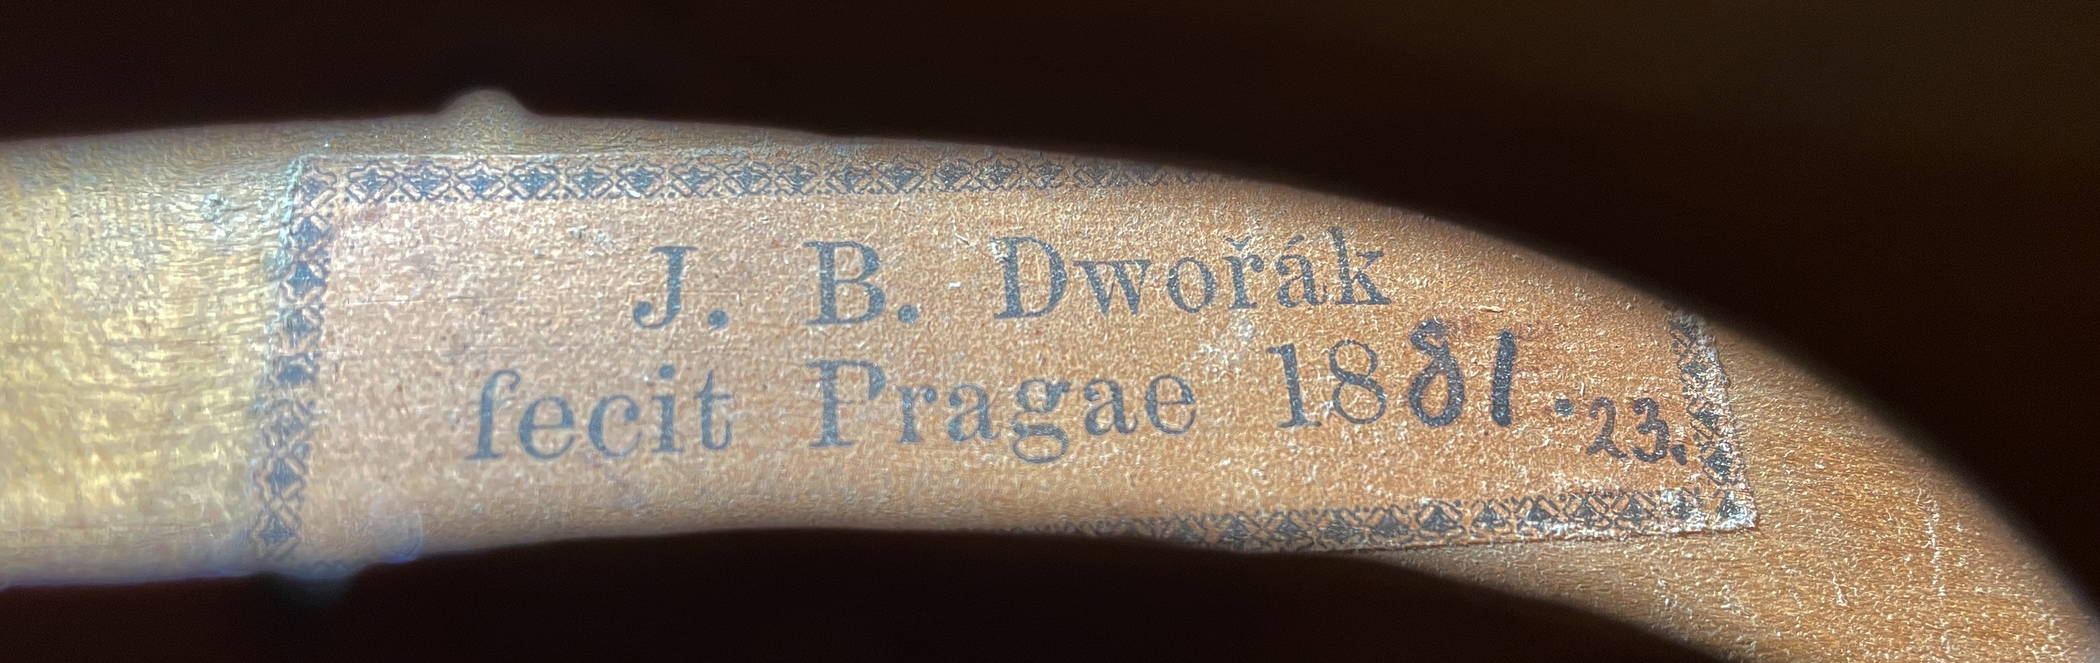 J. B. Dwořák
fecit Pragae 1881.23.